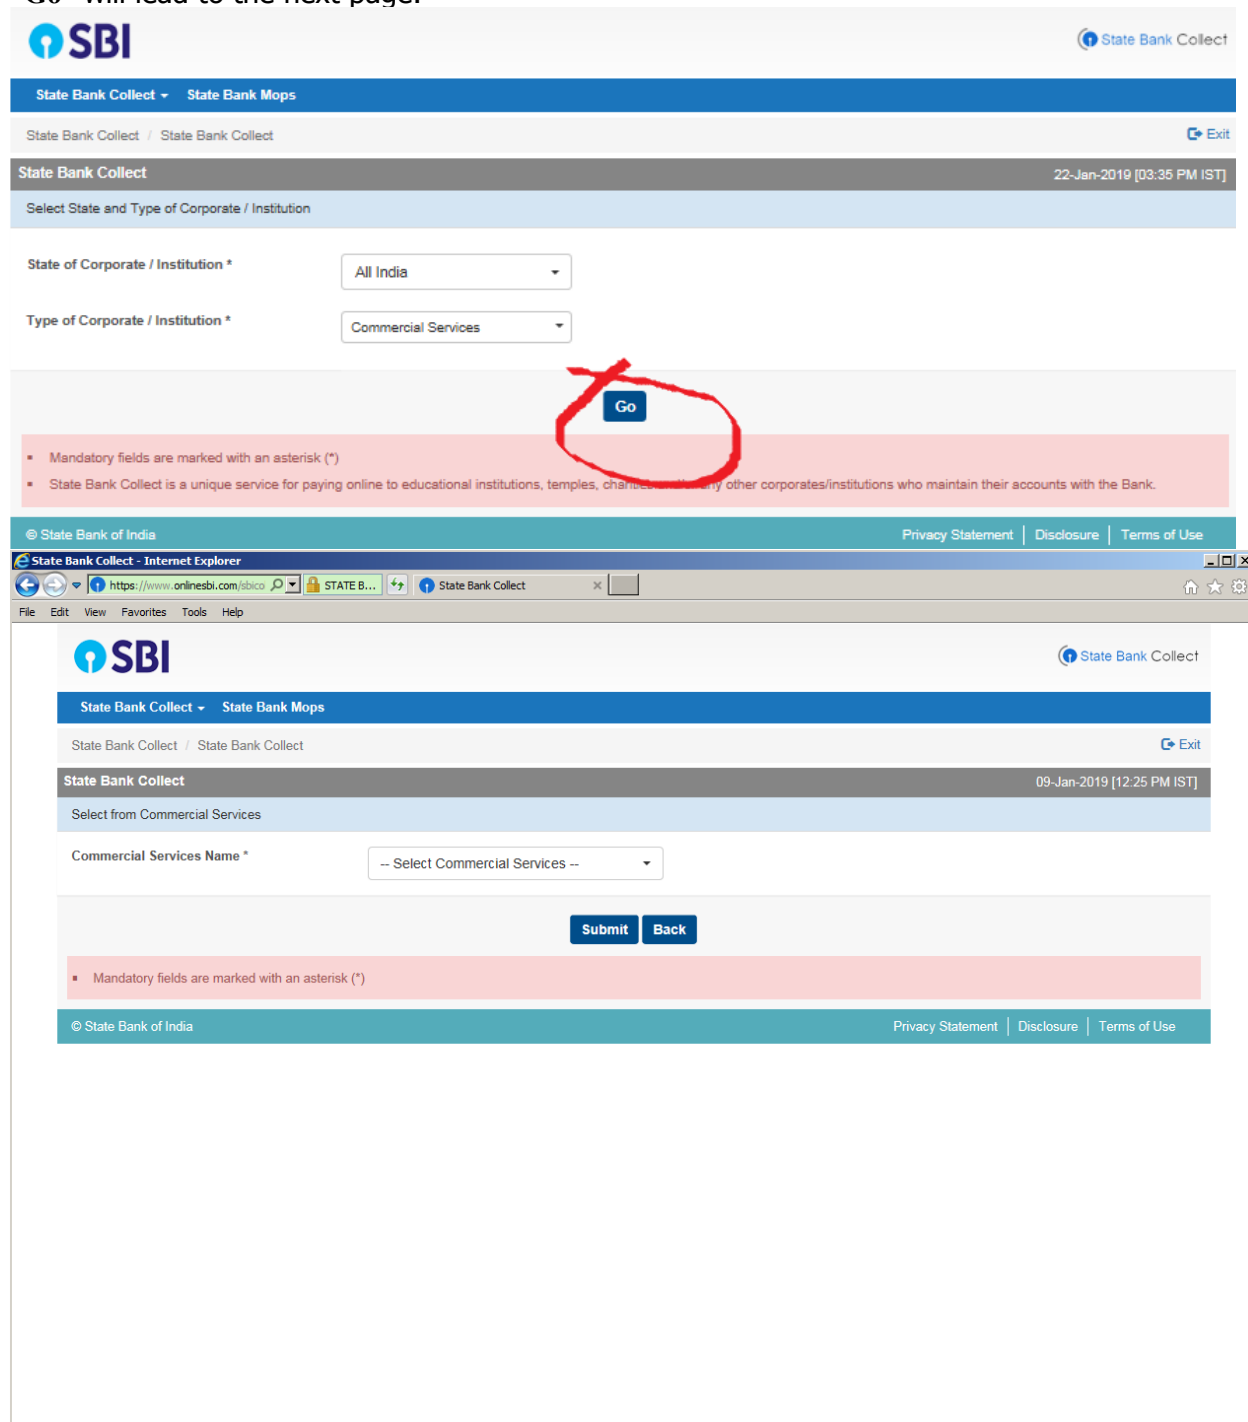 Go" will lead to the next page.
SBI
State Bank Collect
State Bank Collect State Bank Mops
State Bank Collect / State Bank Collect
Exit
State Bank Collect
22-Jan-2019 [03:35 PM IST]
Select State and Type of Corporate / Institution
State of Corporate / Institution *
All India
Type of Corporate / Institution *
Commercial Services
Go
Mandatory fields are marked with an asterisk (*)
State Bank Collect is a unique service for paying online to educational institutions, temples, any other corporates/institutions who maintain their accounts with the Bank.
© State Bank of India
Privacy Statement | Disclosure | Terms of Use
State Bank Collect - Internet Explorer
https://www.onlinesbi.com/sbico
STATE B...
State Bank Collect
File Edit View Favorites Tools Help
SBI
State Bank Collect
State Bank Collect State Bank Mops
State Bank Collect / State Bank Collect
Exit
State Bank Collect
09-Jan-2019 [12:25 PM IST]
Select from Commercial Services
Commercial Services Name *
-- Select Commercial Services --
Submit Back
Mandatory fields are marked with an asterisk (*)
© State Bank of India
Privacy Statement | Disclosure | Terms of Use